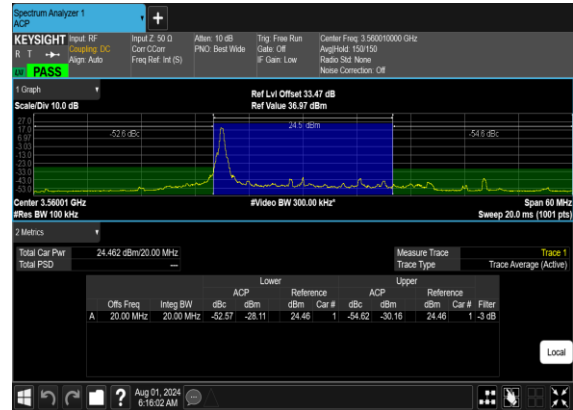 Spectrum Analyzer 1
ACP
+
KEYSIGHT Input: RF Input Z: 50 Ω Atten: 10 dB Trig: Free Run Center Freq: 3.560010000 GHz
R T Coupling: DC Corr CCorr PNO: Best Wide Gate: Off Avg|Hold: 150/150
Align: Auto Freq Ref: Int (S) IF Gain: Low Radio Std: None
LXI PASS Noise Correction: Off
1 Graph
Ref Lvl Offset 33.47 dB
Scale/Div 10.0 dB Ref Value 36.97 dBm
27.0
17.0
6.97
-3.03
-13.0
-23.0
-33.0
-43.0
-53.0
-52.6 dBc 24.5 dBm -54.6 dBc
Center 3.56001 GHz #Video BW 300.00 kHz* Span 60 MHz
#Res BW 100 kHz Sweep 20.0 ms (1001 pts)
2 Metrics
Total Car Pwr 24.462 dBm/20.00 MHz Measure Trace Trace 1
Total PSD --- Trace Type Trace Average (Active)
Lower Upper
ACP Reference ACP Reference
Offs Freq Integ BW dBc dBm dBm Car # dBc dBm dBm Car # Filter
A 20.00 MHz 20.00 MHz -52.57 -28.11 24.46 1 -54.62 -30.16 24.46 1 -3 dB
Local
? Aug 01, 2024
6:16:02 AM